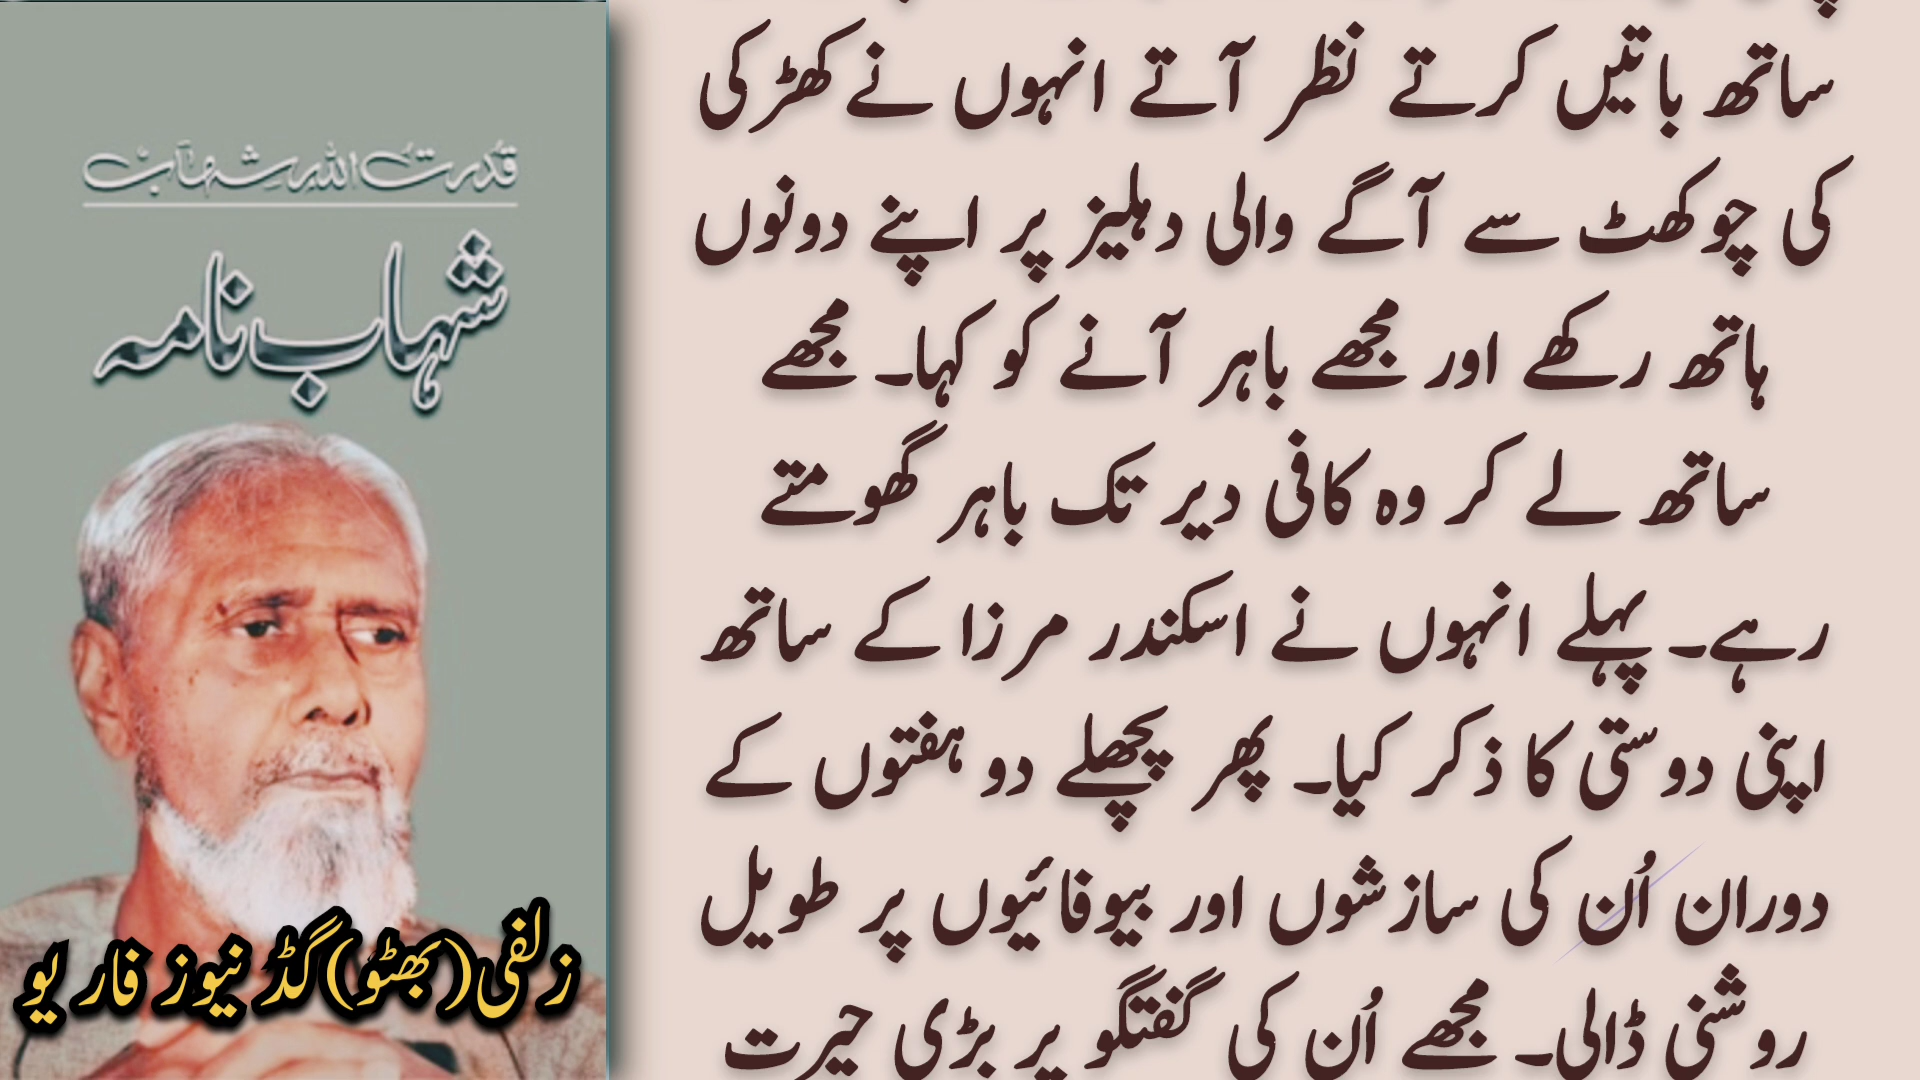 قدرت اللہ شہاب
شہاب نامہ
زلفی(بھٹو)گڈ نیوز فار یو
ساتھ باتیں کرتے نظر آتے انہوں نے کھڑکی
کی چوکھٹ سے آگے والی دہلیز پر اپنے دونوں
ہاتھ رکھے اور مجھے باہر آنے کو کہا۔ مجھے
ساتھ لے کر وہ کافی دیر تک باہر گھومتے
رہے۔ پہلے انہوں نے اسکندر مرزا کے ساتھ
اپنی دوستی کا ذکر کیا۔ پھر پچھلے دو ہفتوں کے
دوران اُن کی سازشوں اور بیوفائیوں پر طویل
روشنی ڈالی۔ مجھے اُن کی گفتگو پر بڑی حیرت